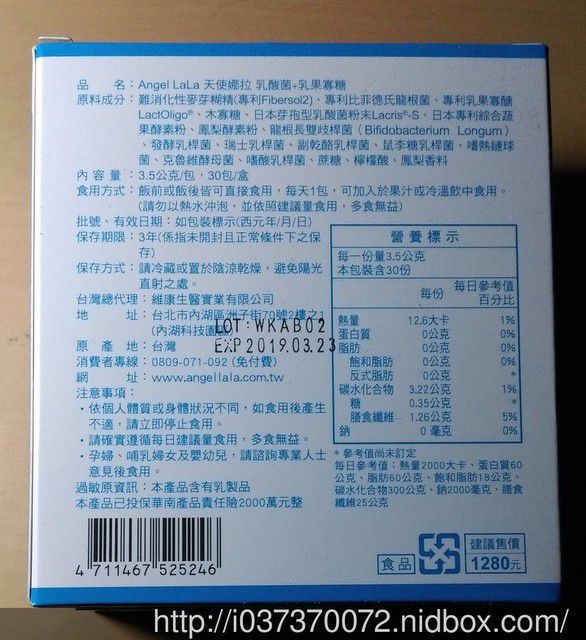 品　　名：Angel LaLa 天使娜拉 乳酸菌+乳果寡糖
原料成分：難消化性麥芽糊精(專利Fibersol2)、專利比菲德氏龍根菌、專利乳寡醣
LactOligo®、木寡糖、日本芽孢型乳酸菌粉末Lacris®-S、日本專利綜合蔬
果酵素粉、鳳梨酵素粉、龍根長雙岐桿菌（Bifidobacterium Longum）
、發酵乳桿菌、瑞士乳桿菌、副乾酪乳桿菌、鼠李糖乳桿菌、嗜熱鏈球
菌、克魯維酵母菌、嗜酸乳桿菌、蔗糖、檸檬酸、鳳梨香料
內 容 量：3.5公克/包，30包/盒
食用方式：飯前或飯後皆可直接食用，每天1包，可加入於果汁或冷溫飲中食用。
(請勿以熱水沖泡，並依照建議量食用，多食無益)
批號、有效日期：如包裝標示(西元年/月/日)
保存期限：3年(係指未開封且正常條件下之保
存)
保存方式：請冷藏或置於陰涼乾燥，避免陽光
直射之處。
台灣總代理：維康生醫實業有限公司
地　　址：台北市內湖區洲子街79號2樓之1
(內湖科技園區)
LOT:WKAB02
EXP2019.03.23
原 產 地：台灣
消費者專線：0809-071-092 (免付費)
網　　址：www.angellala.com.tw
注意事項：
•依個人體質或身體狀況不同，如食用後產生
不適，請立即停止食用。
•請確實遵循每日建議量食用，多食無益。
•孕婦、哺乳婦女及嬰幼兒，請諮詢專業人士
意見後食用。
過敏原資訊：本產品含有乳製品
本產品已投保華南產品責任險2000萬元整
營養標示
每一份量3.5公克
本包裝含30份
每份 每日參考值百分比
熱量 12.6大卡 1%
蛋白質 0公克 0%
脂肪 0公克 0%
飽和脂肪 0公克 0%
反式脂肪 0公克 *
碳水化合物 3.22公克 1%
糖 0.35公克 *
膳食纖維 1.26公克 5%
鈉 0 毫克 0%
* 參考值尚未訂定
每日參考值：熱量2000大卡、蛋白質60
公克、脂肪60公克、飽和脂肪18公克、
碳水化合物300公克、鈉2000毫克、膳食
纖維25公克
4 711467 525246
食品
建議售價
1280元
http://i037370072.nidbox.com/